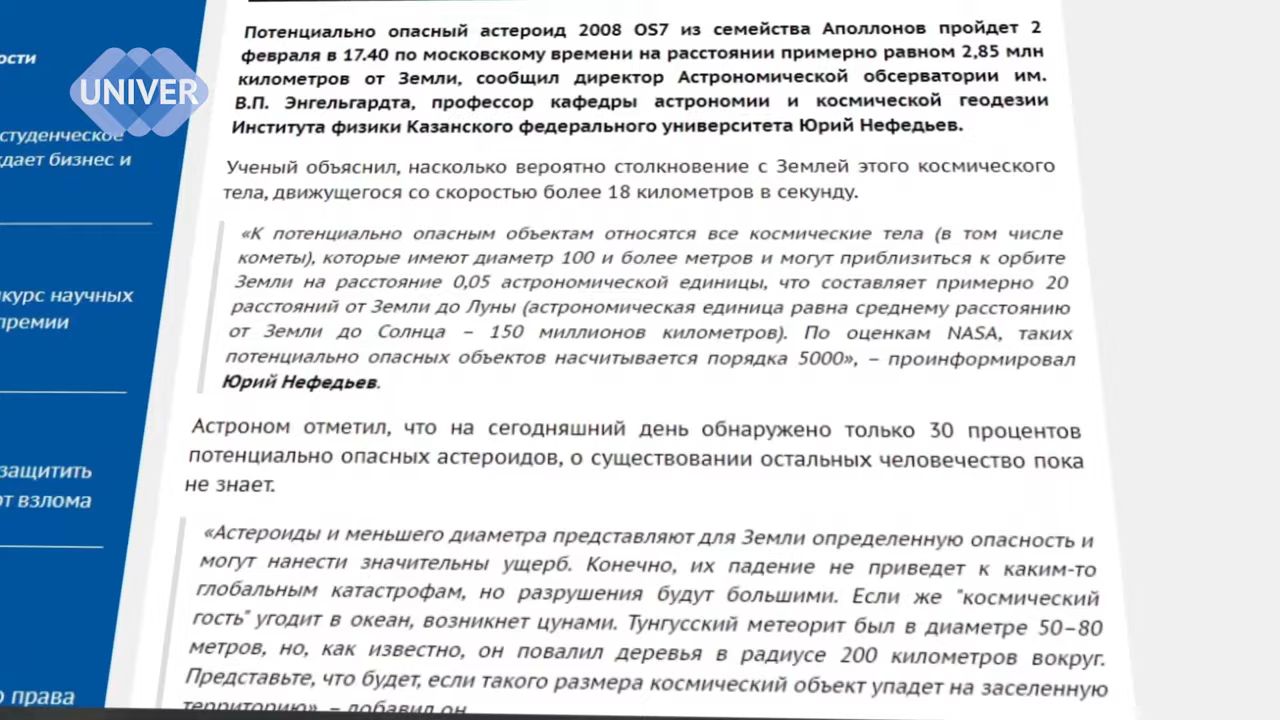 ости
UNIVER
студенческое
дает бизнес и
курс научных
премии
защитить
от взлома
о права
Потенциально опасный астероид 2008 OS7 из семейства Аполлонов пройдет 2
февраля в 17.40 по московскому времени на расстоянии примерно равном 2,85 млн
километров от Земли, сообщил директор Астрономической обсерватории им.
В.П. Энгельгардта, профессор кафедры астрономии и космической геодезии
Института физики Казанского федерального университета Юрий Нефедьев.
Ученый объяснил, насколько вероятно столкновение с Землей этого космического
тела, движущегося со скоростью более 18 километров в секунду.
«К потенциально опасным объектам относятся все космические тела (в том числе
кометы), которые имеют диаметр 100 и более метров и могут приблизиться к орбите
Земли на расстояние 0,05 астрономической единицы, что составляет примерно 20
расстояний от Земли до Луны (астрономическая единица равна среднему расстоянию
от Земли до Солнца – 150 миллионов километров). По оценкам NASA, таких
потенциально опасных объектов насчитывается порядка 5000», – проинформировал
Юрий Нефедьев.
Астроном отметил, что на сегодняшний день обнаружено только 30 процентов
потенциально опасных астероидов, о существовании остальных человечество пока
не знает.
«Астероиды и меньшего диаметра представляют для Земли определенную опасность и
могут нанести значительны ущерб. Конечно, их падение не приведет к каким-то
глобальным катастрофам, но разрушения будут большими. Если же "космический
гость" угодит в океан, возникнет цунами. Тунгусский метеорит был в диаметре 50–80
метров, но, как известно, он повалил деревья в радиусе 200 километров вокруг.
Представьте, что будет, если такого размера космический объект упадет на заселенную
территорию», – добавил он.